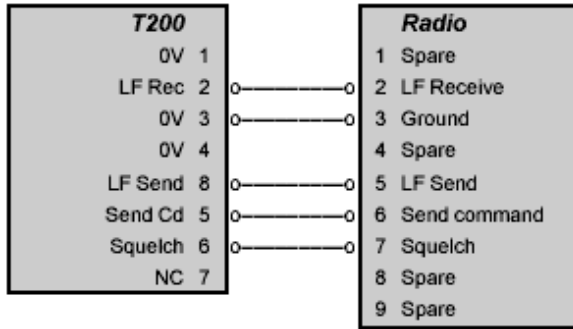 T200
0V 1
LF Rec 2
0V 3
0V 4
LF Send 8
Send Cd 5
Squelch 6
NC 7
Radio
1 Spare
2 LF Receive
3 Ground
4 Spare
5 LF Send
6 Send command
7 Squelch
8 Spare
9 Spare